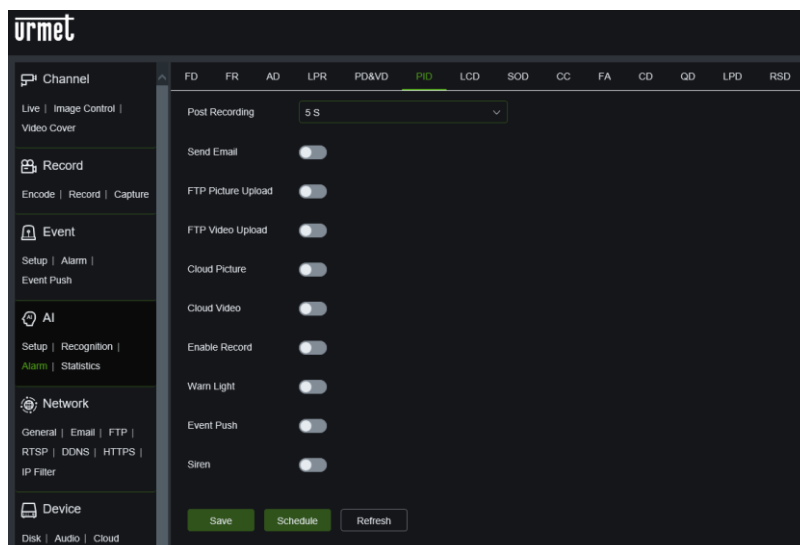 urmet
Channel
Live | Image Control |
Video Cover
Record
Encode | Record | Capture
Event
Setup | Alarm |
Event Push
AI
Setup | Recognition |
Alarm | Statistics
Network
General | Email | FTP |
RTSP | DDNS | HTTPS |
IP Filter
Device
Disk | Audio | Cloud
FD FR AD LPR PD&VD PID LCD SOD CC FA CD QD LPD RSD
Post Recording 5 S
Send Email
FTP Picture Upload
FTP Video Upload
Cloud Picture
Cloud Video
Enable Record
Warn Light
Event Push
Siren
Save Schedule Refresh